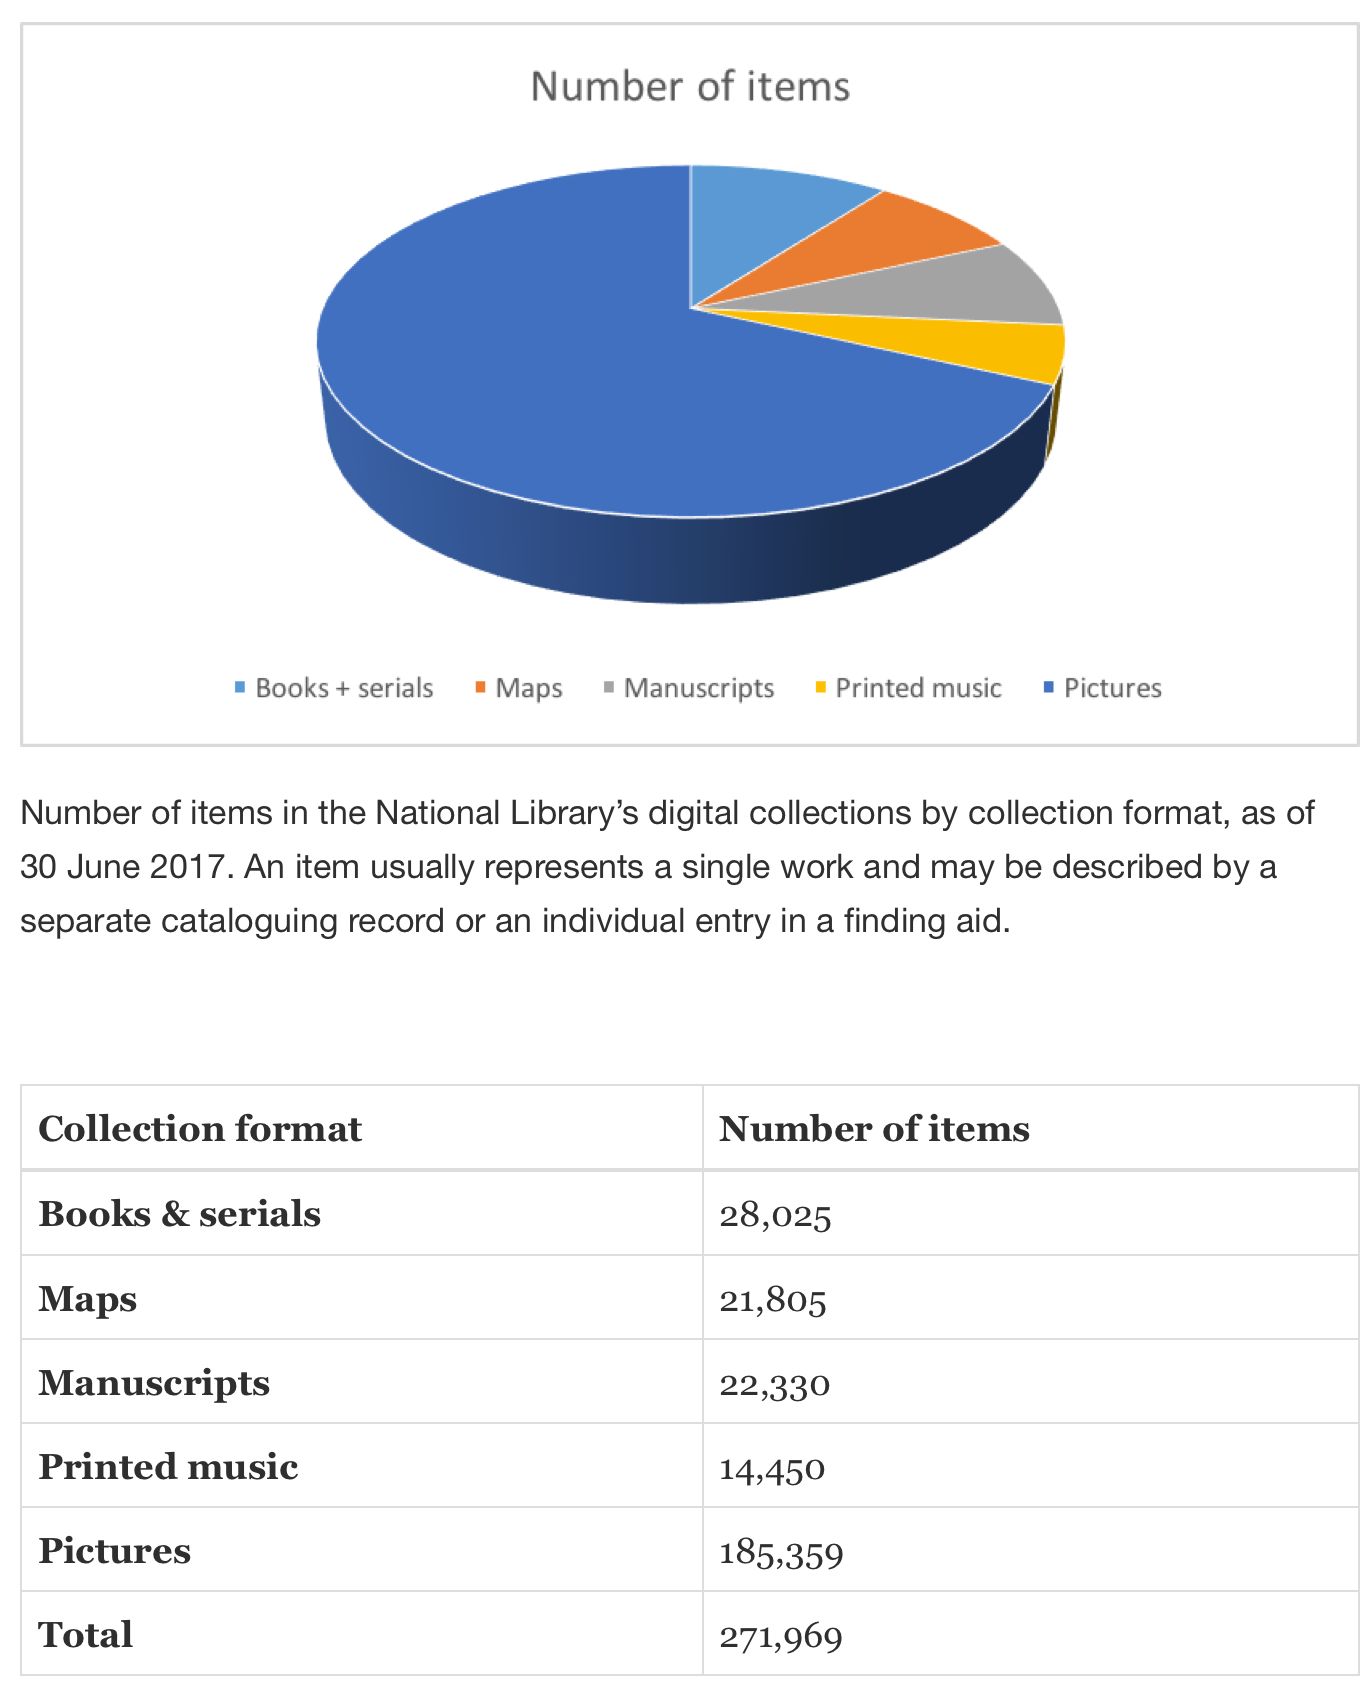 Number of items
Books + serials Maps Manuscripts Printed music Pictures
Number of items in the National Library’s digital collections by collection format, as of
30 June 2017. An item usually represents a single work and may be described by a
separate cataloguing record or an individual entry in a finding aid.
Collection format Number of items
Books & serials 28,025
Maps 21,805
Manuscripts 22,330
Printed music 14,450
Pictures 185,359
Total 271,969